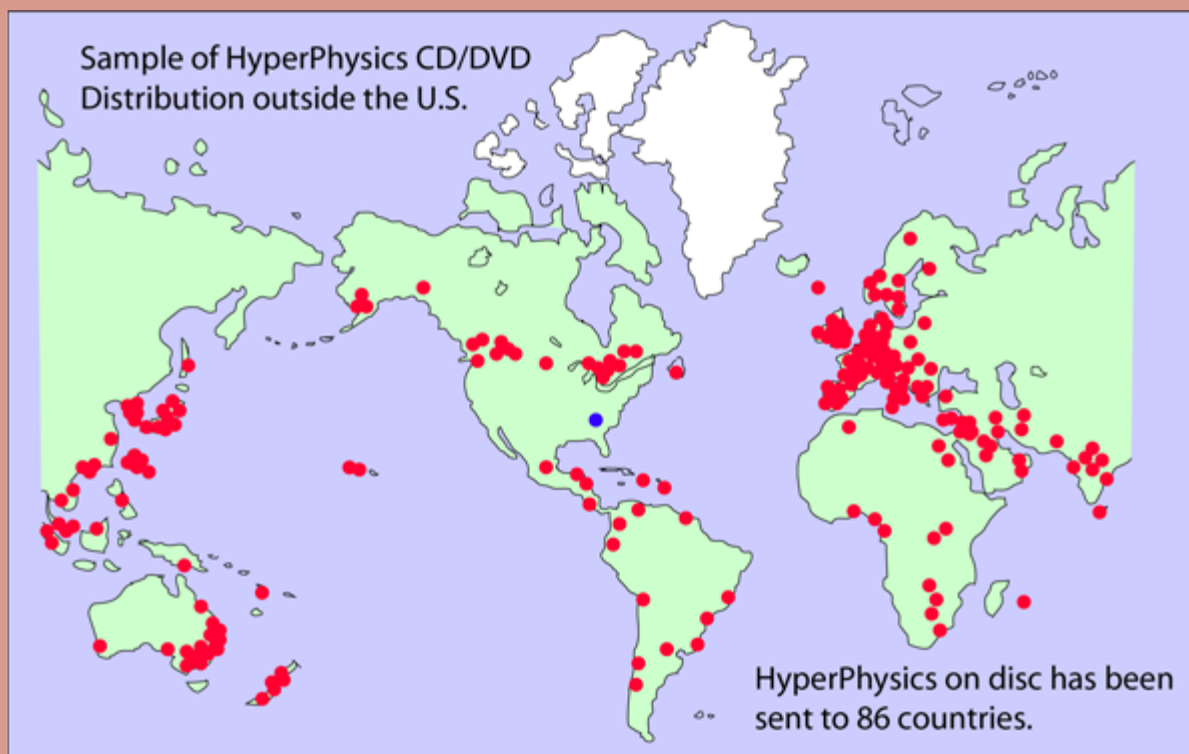 Sample of HyperPhysics CD/DVD
Distribution outside the U.S.
HyperPhysics on disc has been
sent to 86 countries.